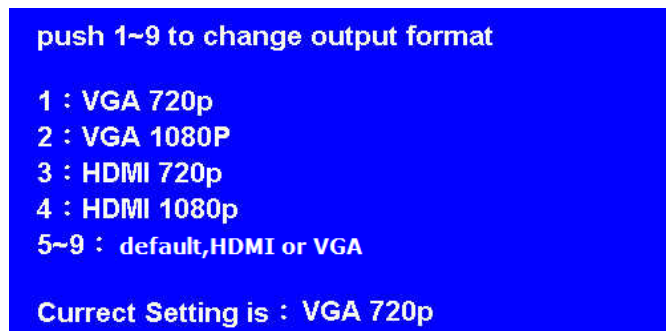 push 1~9 to change output format
1 : VGA 720p
2 : VGA 1080P
3 : HDMI 720p
4 : HDMI 1080p
5~9 : default,HDMI or VGA
Currect Setting is : VGA 720p